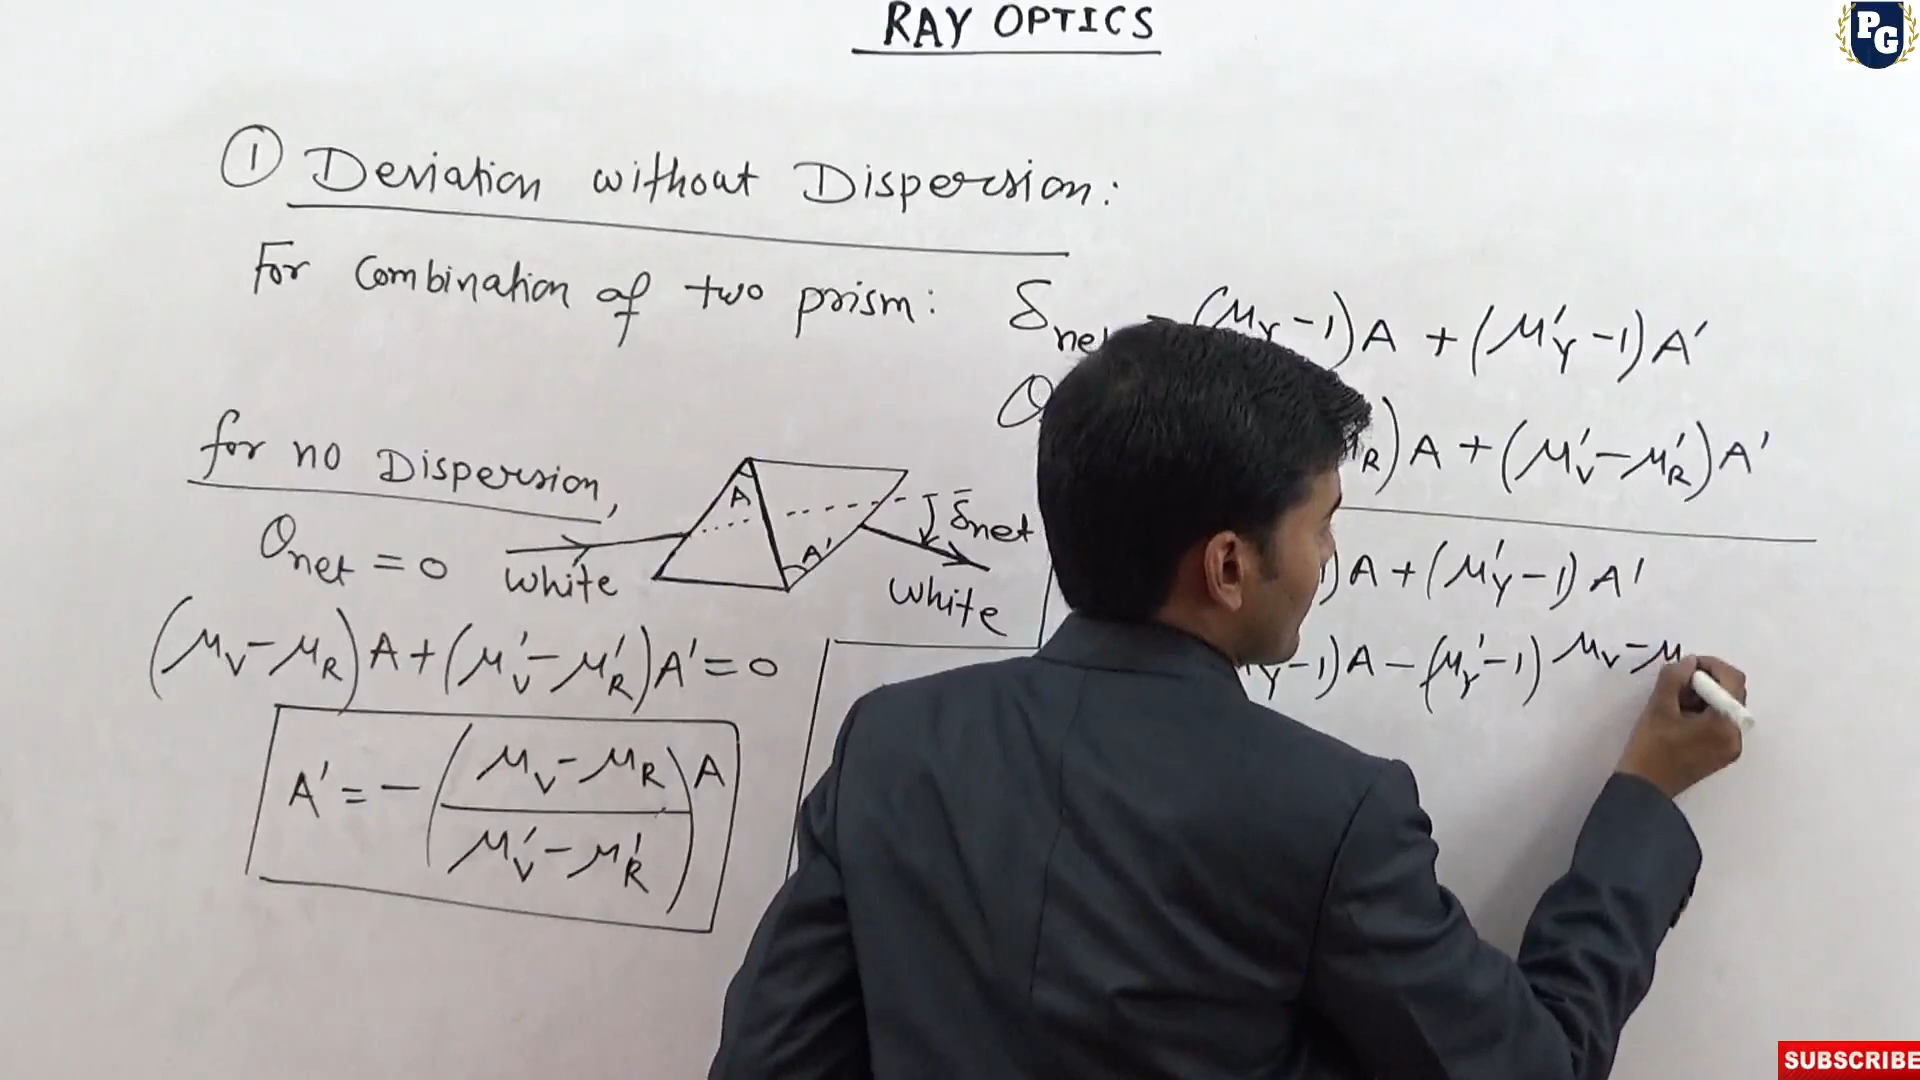 RAY OPTICS
PG
① Deviation without Dispersion:
For Combination of two prism: δnet = (μY-1)A + (μ'Y-1)A'
R)A + (μ'V-μ'R)A'
for no Dispersion,
θnet = 0
A
A'
δnet
white
white
(μV-μR)A+(μ'V-μ'R)A'=0
A' = -(μV-μR/μ'V-μ'R)A
)A+(μ'Y-1)A'
Y-1)A-(μY'-1) μV-μ
SUBSCRIBE